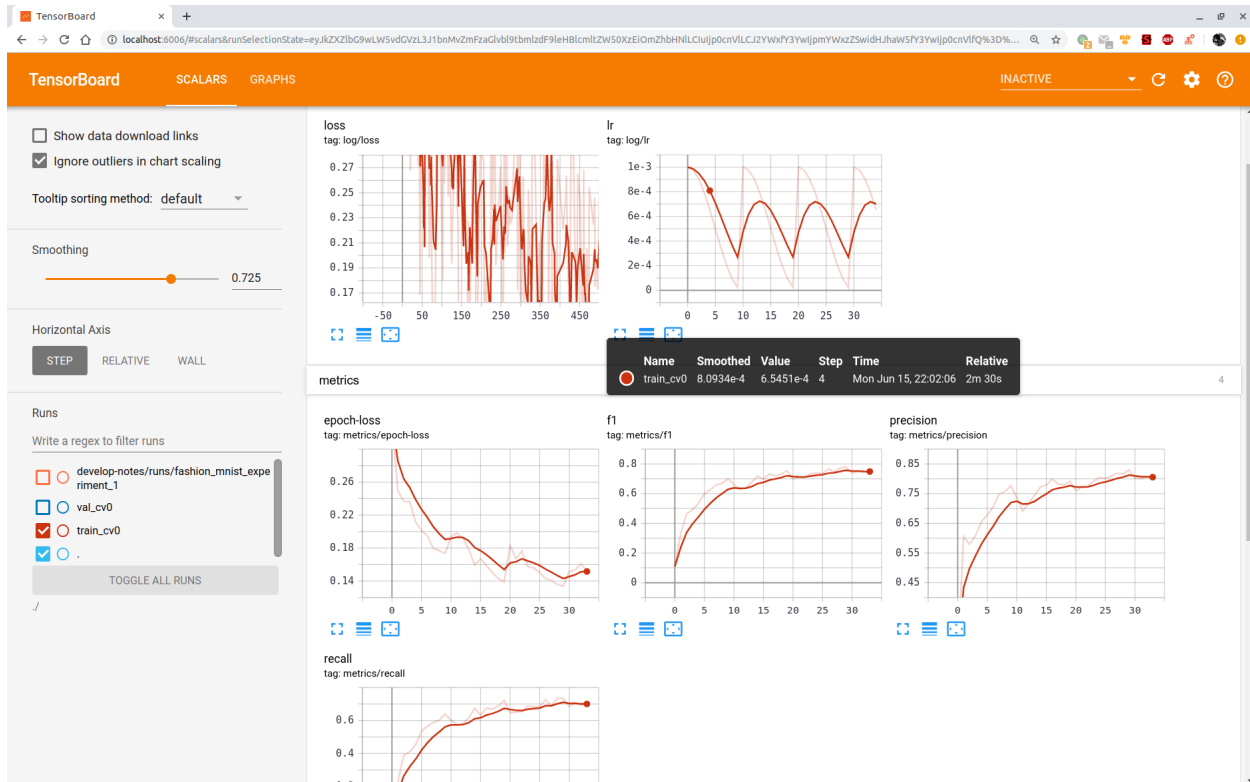 TensorBoard
localhost:6006/#scalars&runSelectionState=eyJkZXZlbG9wLW5vdGVzL3J1bnMvZmFzaGlvbl9tbmlzdF9leHBlcmltZW50XzEiOmZhbHNlLCIuIjp0cnVlLCJ2YWxfY3YwIjpmYWxzZSwidHJhaW5fY3YwIjp0cnVlfQ%3D%...
TensorBoard
SCALARS
GRAPHS
INACTIVE
Show data download links
Ignore outliers in chart scaling
Tooltip sorting method: default
Smoothing
0.725
Horizontal Axis
STEP
RELATIVE
WALL
Runs
Write a regex to filter runs
develop-notes/runs/fashion_mnist_expe
riment_1
val_cv0
train_cv0
.
TOGGLE ALL RUNS
./
loss
tag: log/loss
0.27
0.25
0.23
0.21
0.19
0.17
-50 50 150 250 350 450
lr
tag: log/lr
1e-3
8e-4
6e-4
4e-4
2e-4
0
0 5 10 15 20 25 30
Name Smoothed Value Step Time Relative
train_cv0 8.0934e-4 6.5451e-4 4 Mon Jun 15, 22:02:06 2m 30s
metrics
4
epoch-loss
tag: metrics/epoch-loss
0.26
0.22
0.18
0.14
0 5 10 15 20 25 30
f1
tag: metrics/f1
0.8
0.6
0.4
0.2
0
0 5 10 15 20 25 30
precision
tag: metrics/precision
0.85
0.75
0.65
0.55
0.45
0 5 10 15 20 25 30
recall
tag: metrics/recall
0.6
0.4